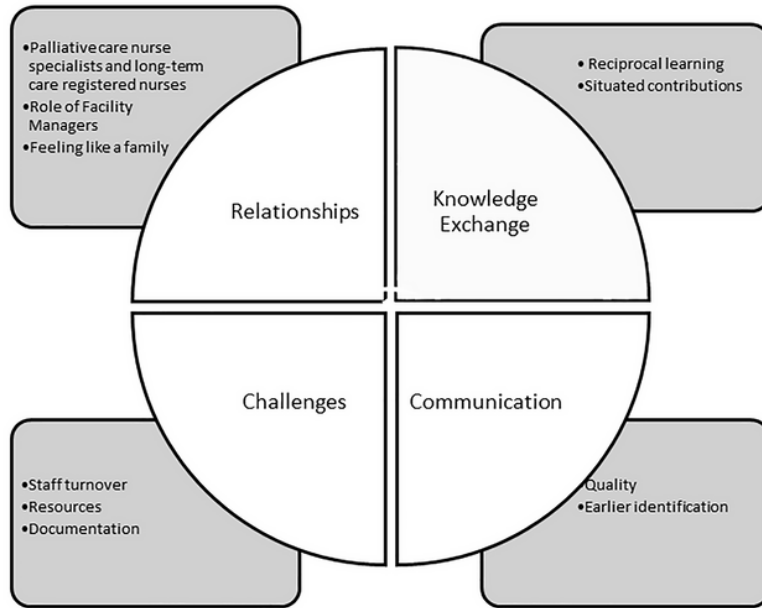 •Palliative care nurse
specialists and long-term
care registered nurses
•Role of Facility
Managers
•Feeling like a family
• Reciprocal learning
•Situated contributions
Relationships
Knowledge
Exchange
Challenges
Communication
•Staff turnover
•Resources
•Documentation
•Quality
•Earlier identification